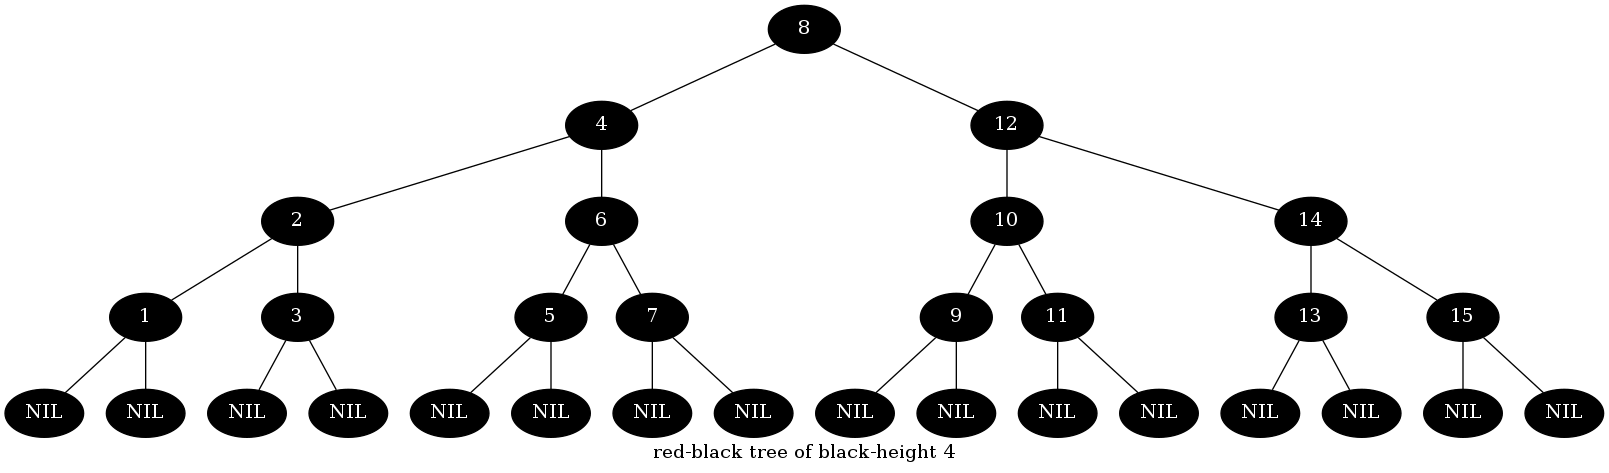 8
4 12
2 6 10 14
1 3 5 7 9 11 13 15
NIL NIL NIL NIL NIL NIL NIL NIL NIL NIL NIL NIL NIL NIL NIL NIL
red-black tree of black-height 4